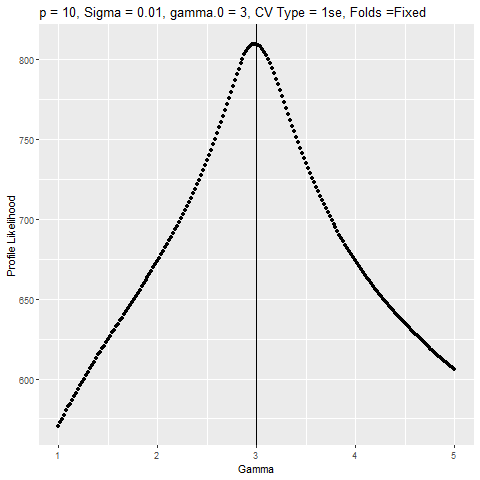 p = 10, Sigma = 0.01, gamma.0 = 3, CV Type = 1se, Folds =Fixed
Profile Likelihood
800
750
700
650
600
1 2 3 4 5
Gamma